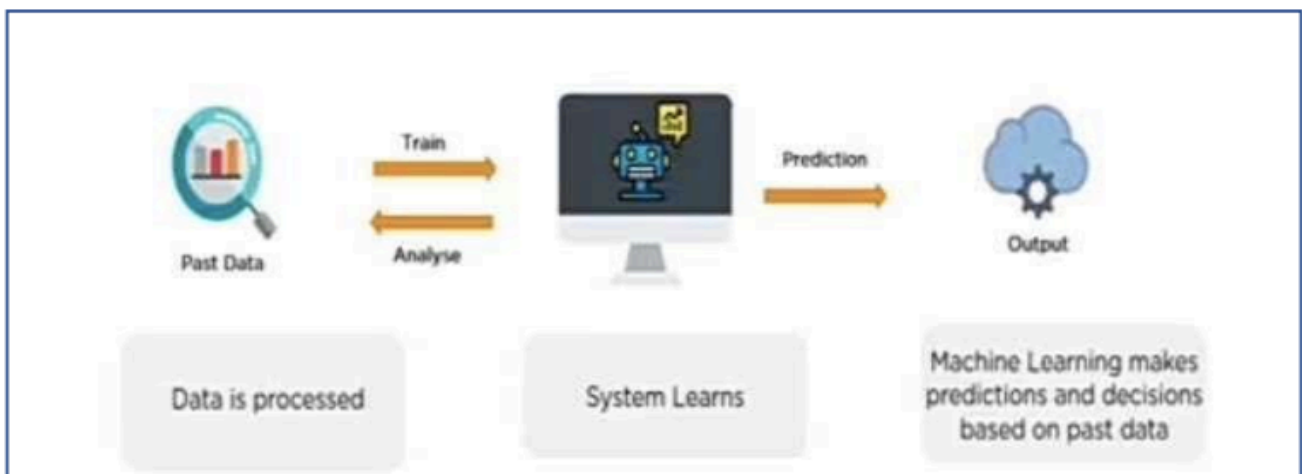 Train
Prediction
Past Data
Analyse
Output
Data is processed
System Learns
Machine Learning makes
predictions and decisions
based on past data